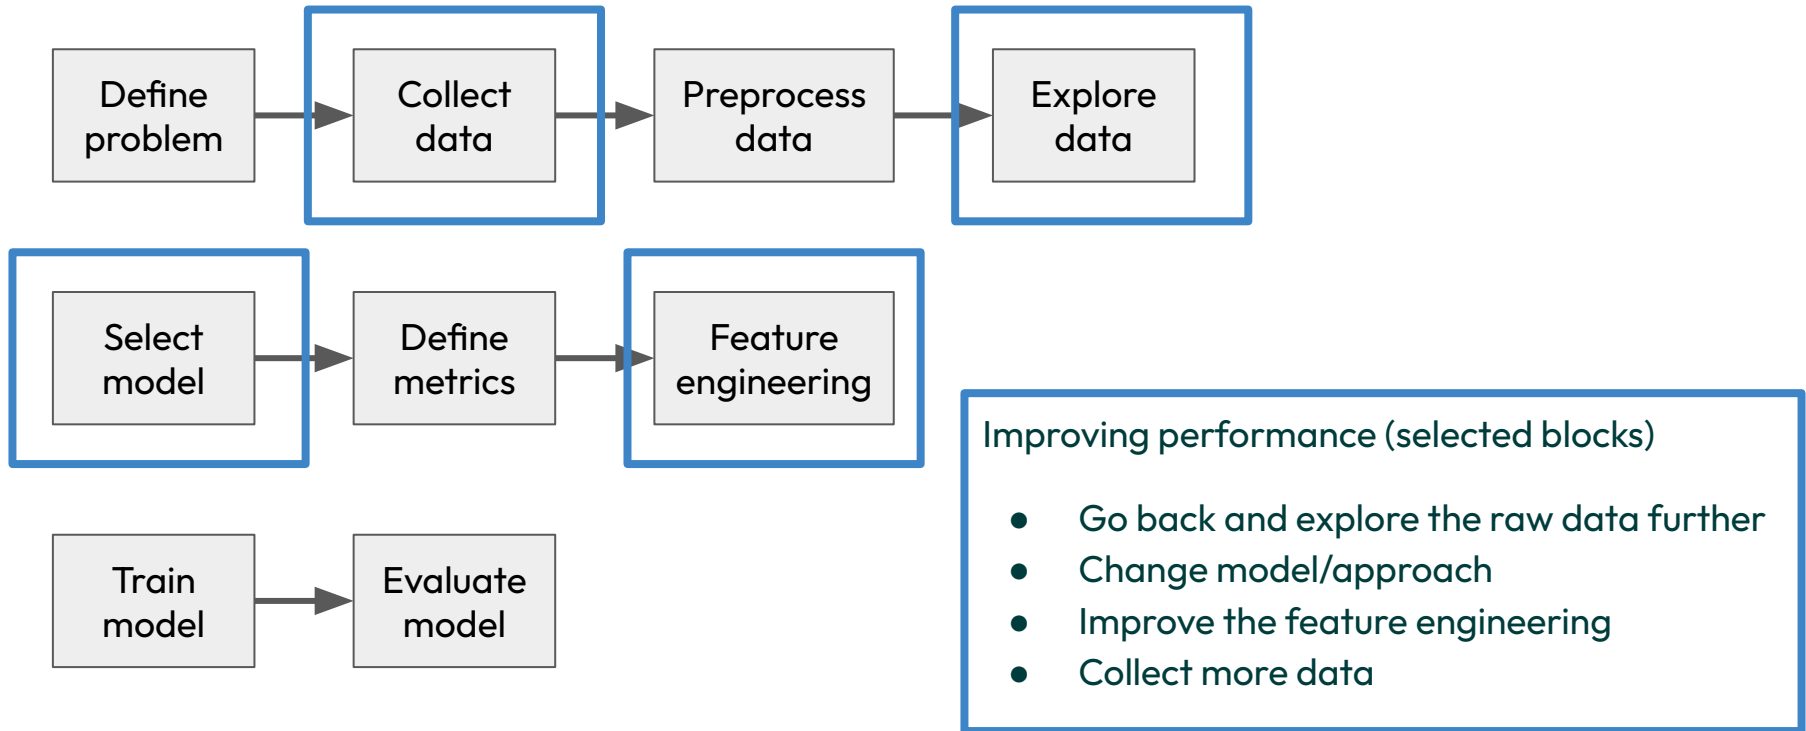 Define
problem
Collect
data
Preprocess
data
Explore
data
Select
model
Define
metrics
Feature
engineering
Train
model
Evaluate
model
Improving performance (selected blocks)
● Go back and explore the raw data further
● Change model/approach
● Improve the feature engineering
● Collect more data